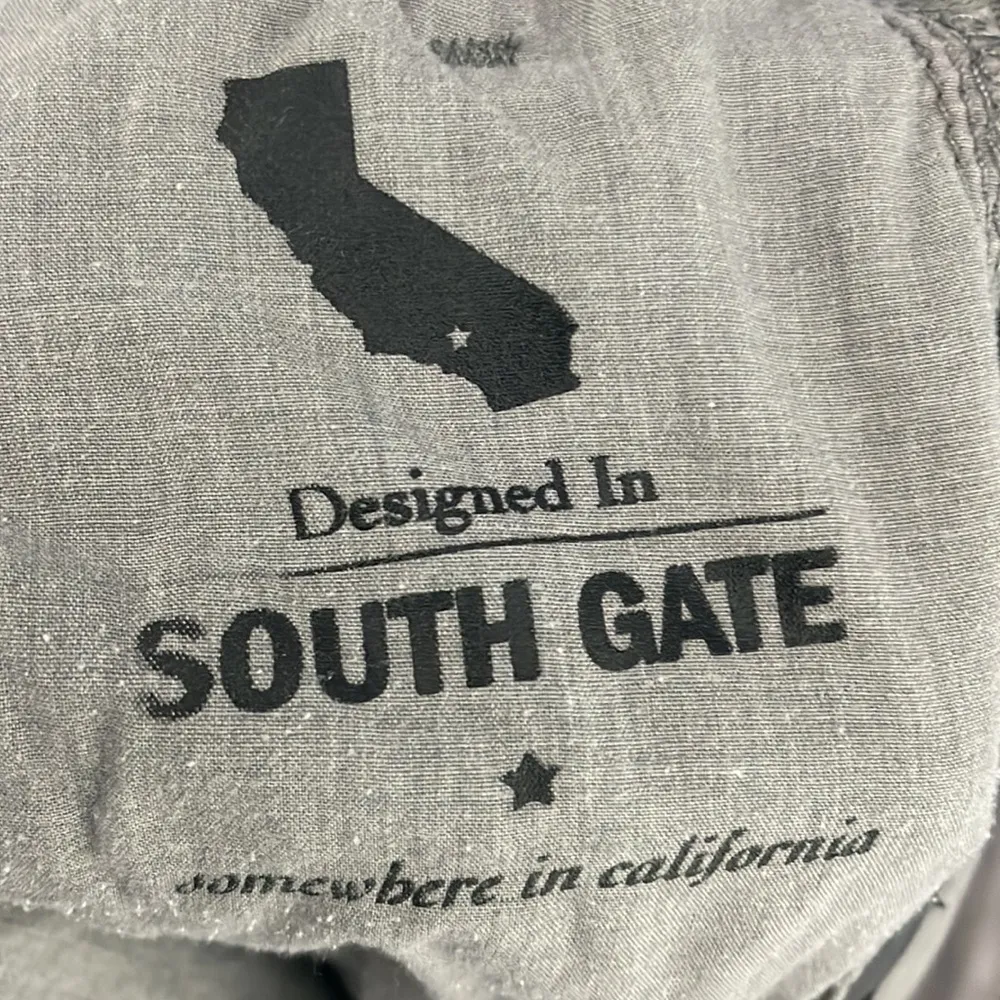 Designed In
SOUTH GATE
somewhere in california